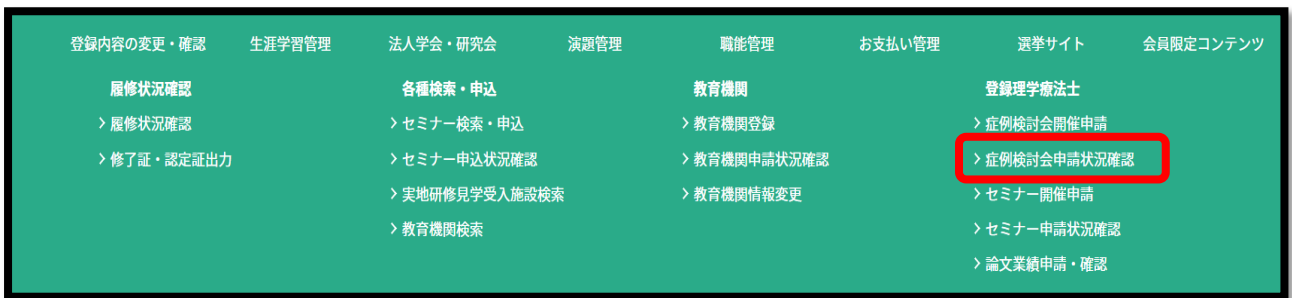 登録内容の変更・確認 生涯学習管理 法人学会・研究会 演題管理 職能管理 お支払い管理 選挙サイト 会員限定コンテンツ
履修状況確認
> 履修状況確認
> 修了証・認定証出力
各種検索・申込
> セミナー検索・申込
> セミナー申込状況確認
> 実地研修見学受入施設検索
> 教育機関検索
教育機関
> 教育機関登録
> 教育機関申請状況確認
> 教育機関情報変更
登録理学療法士
> 症例検討会開催申請
> 症例検討会申請状況確認
> セミナー開催申請
> セミナー申請状況確認
> 論文業績申請・確認